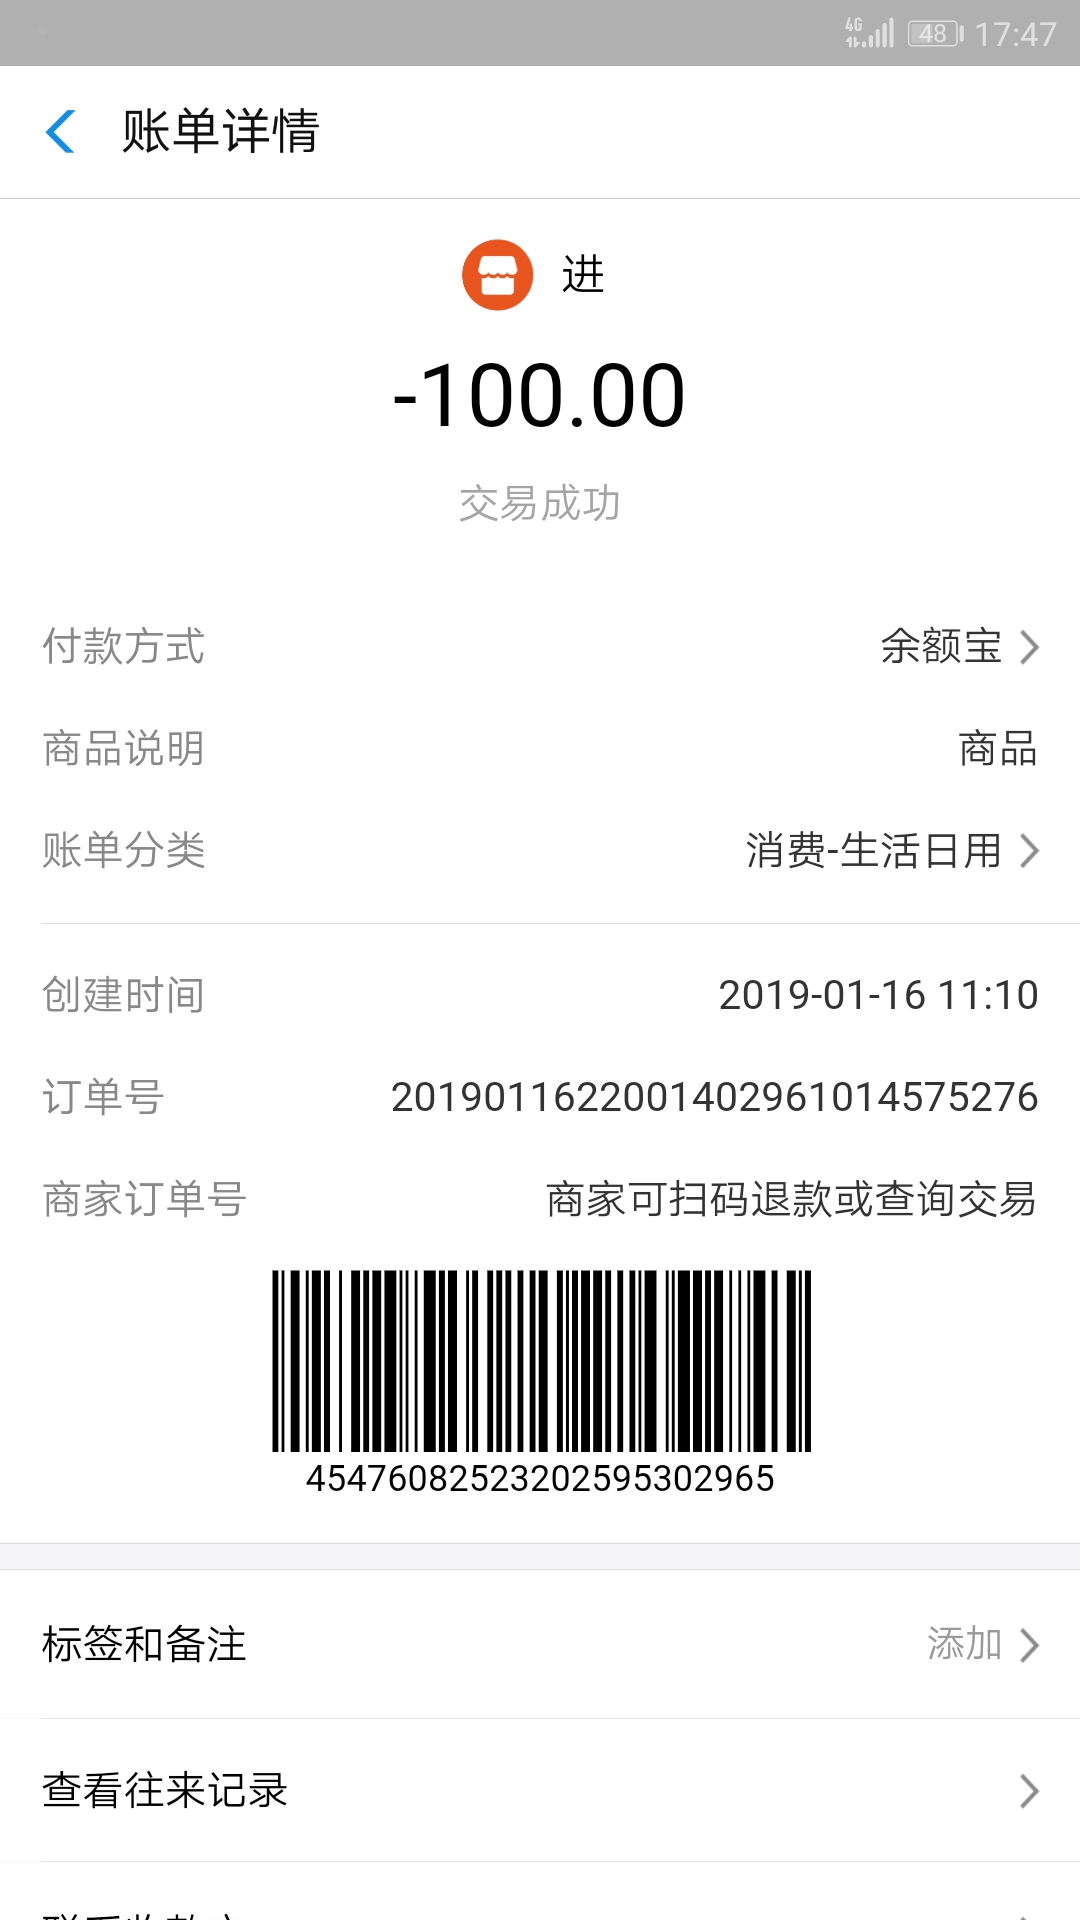 4G 48 17:47
账单详情
进
-100.00
交易成功
付款方式 余额宝
商品说明 商品
账单分类 消费-生活日用
创建时间 2019-01-16 11:10
订单号 2019011622001402961014575276
商家订单号 商家可扫码退款或查询交易
45476082523202595302965
标签和备注 添加
查看往来记录